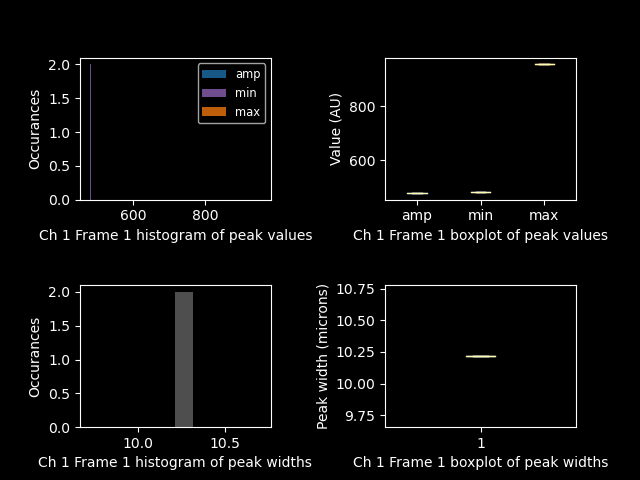 2.0
1.5
1.0
0.5
0.0
Occurances
600 800
amp
min
max
Ch 1 Frame 1 histogram of peak values
800
600
Value (AU)
amp min max
Ch 1 Frame 1 boxplot of peak values
2.0
1.5
1.0
0.5
0.0
Occurances
10.0 10.5
Ch 1 Frame 1 histogram of peak widths
10.75
10.50
10.25
10.00
9.75
Peak width (microns)
1
Ch 1 Frame 1 boxplot of peak widths